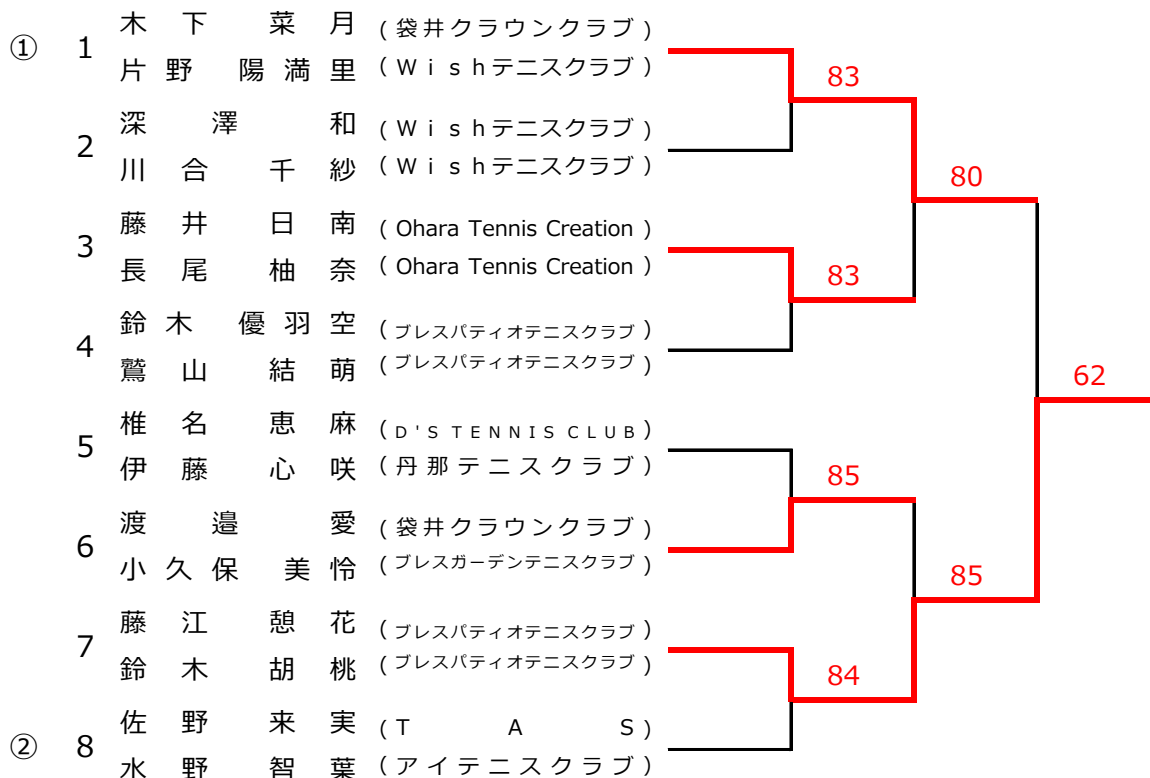 ① 1 木下菜月 (袋井クラウンクラブ)
片野陽満里 (Ｗｉｓｈテニスクラブ)
83
2 深澤和 (Ｗｉｓｈテニスクラブ)
川合千紗 (Ｗｉｓｈテニスクラブ)
80
3 藤井日南 (Ohara Tennis Creation)
長尾柚奈 (Ohara Tennis Creation)
83
4 鈴木優羽空 (ブレスパティオテニスクラブ)
鷲山結萌 (ブレスパティオテニスクラブ)
62
5 椎名恵麻 (D'S TENNIS CLUB)
伊藤心咲 (丹那テニスクラブ)
85
6 渡邉愛 (袋井クラウンクラブ)
小久保美怜 (ブレスガーデンテニスクラブ)
85
7 藤江憩花 (ブレスパティオテニスクラブ)
鈴木胡桃 (ブレスパティオテニスクラブ)
84
② 8 佐野来実 (TAS)
水野智葉 (アイテニスクラブ)